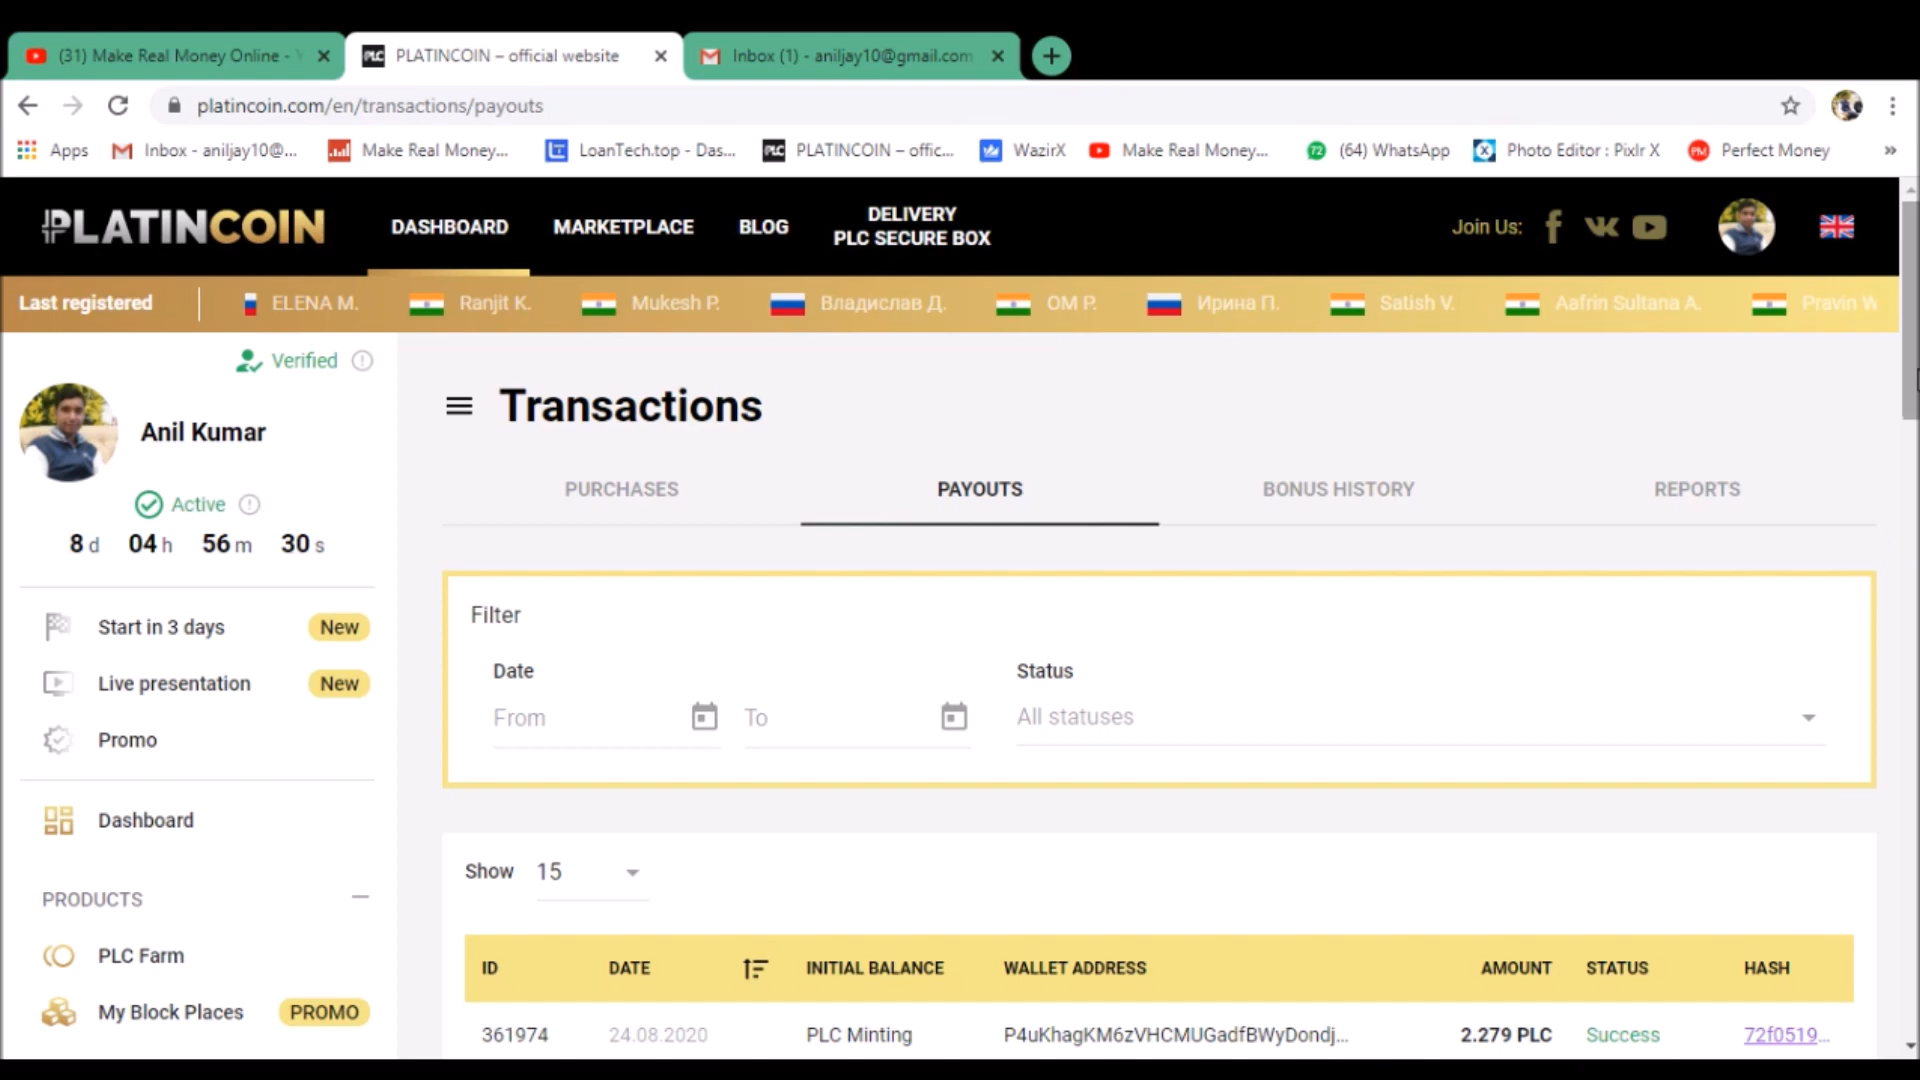 (31) Make Real Money Online -
PLATINCOIN – official website
Inbox (1) - aniljay10@gmail.com
platincoin.com/en/transactions/payouts
Apps
Inbox - aniljay10@...
Make Real Money...
LoanTech.top - Das...
PLATINCOIN – offic...
WazirX
Make Real Money...
(64) WhatsApp
Photo Editor : Pixlr X
Perfect Money
»
PLATINCOIN
DASHBOARD
MARKETPLACE
BLOG
DELIVERY
PLC SECURE BOX
Join Us:
Last registered
ELENA M.
Ranjit K.
Mukesh P.
Владислав Д.
OM P.
Ирина П.
Satish V.
Aafrin Sultana A.
Pravin W
Verified
Anil Kumar
Active
8 d 04 h 56 m 30 s
Start in 3 days
New
Live presentation
New
Promo
Dashboard
PRODUCTS
PLC Farm
My Block Places
PROMO
Transactions
PURCHASES
PAYOUTS
BONUS HISTORY
REPORTS
Filter
Date
Status
From
To
All statuses
Show 15
ID DATE INITIAL BALANCE WALLET ADDRESS AMOUNT STATUS HASH
361974 24.08.2020 PLC Minting P4uKhagKM6zVHCMUGadfBWyDondj... 2.279 PLC Success 72f0519...